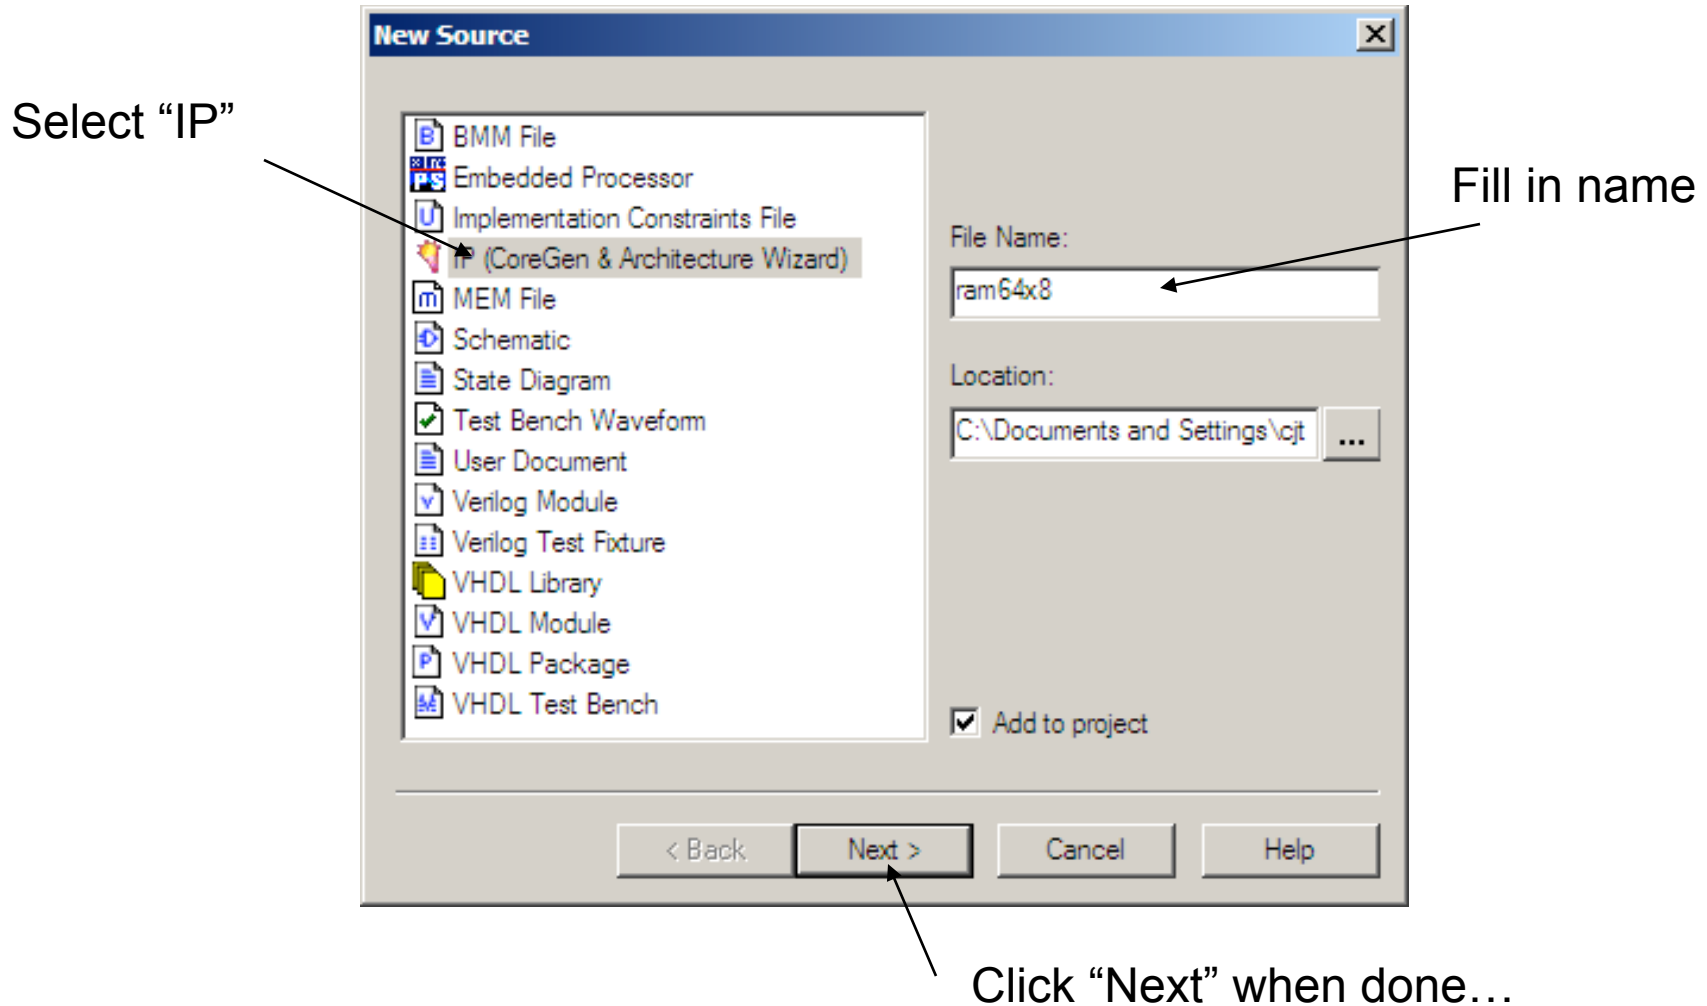 New Source
Select “IP”
BMM File
Embedded Processor
Implementation Constraints File
IP (CoreGen & Architecture Wizard)
MEM File
Schematic
State Diagram
Test Bench Waveform
User Document
Verilog Module
Verilog Test Fixture
VHDL Library
VHDL Module
VHDL Package
VHDL Test Bench
Fill in name
File Name:
ram64x8
Location:
C:\Documents and Settings\cjt
...
Add to project
< Back
Next >
Cancel
Help
Click “Next” when done…